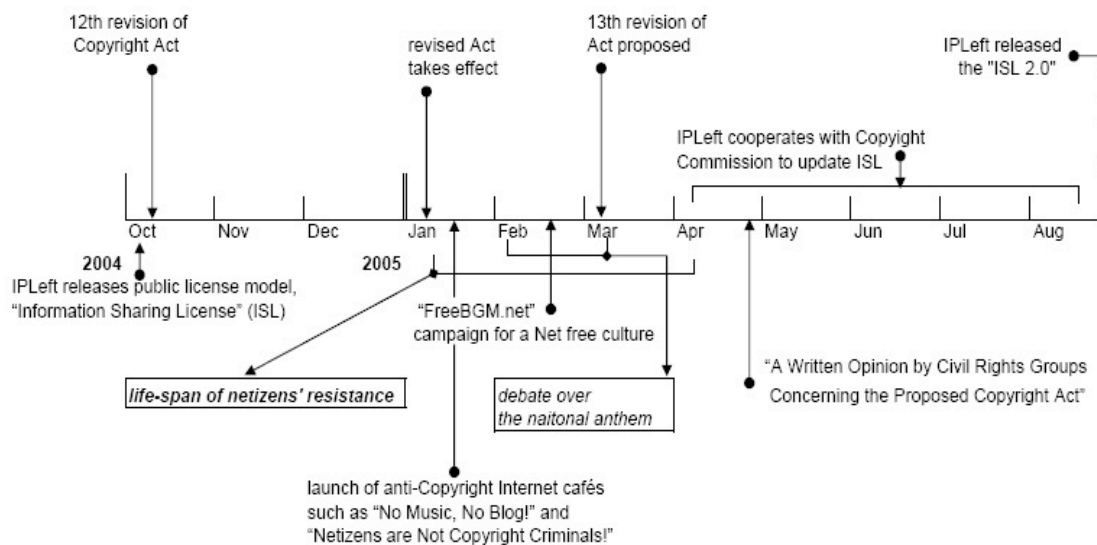 12th revision of
Copyright Act
revised Act
takes effect
13th revision of
Act proposed
IPLeft released
the "ISL 2.0"
IPLeft cooperates with Copyight
Commission to update ISL
Oct
Nov
Dec
Jan
Feb
Mar
Apr
May
Jun
Jul
Aug
2004
2005
IPLeft releases public license model,
“Information Sharing License” (ISL)
“FreeBGM.net”
campaign for a Net free culture
life-span of netizens' resistance
debate over
the naitonal anthem
“A Written Opinion by Civil Rights Groups
Concerning the Proposed Copyright Act”
launch of anti-Copyright Internet cafés
such as “No Music, No Blog!” and
“Netizens are Not Copyright Criminals!”